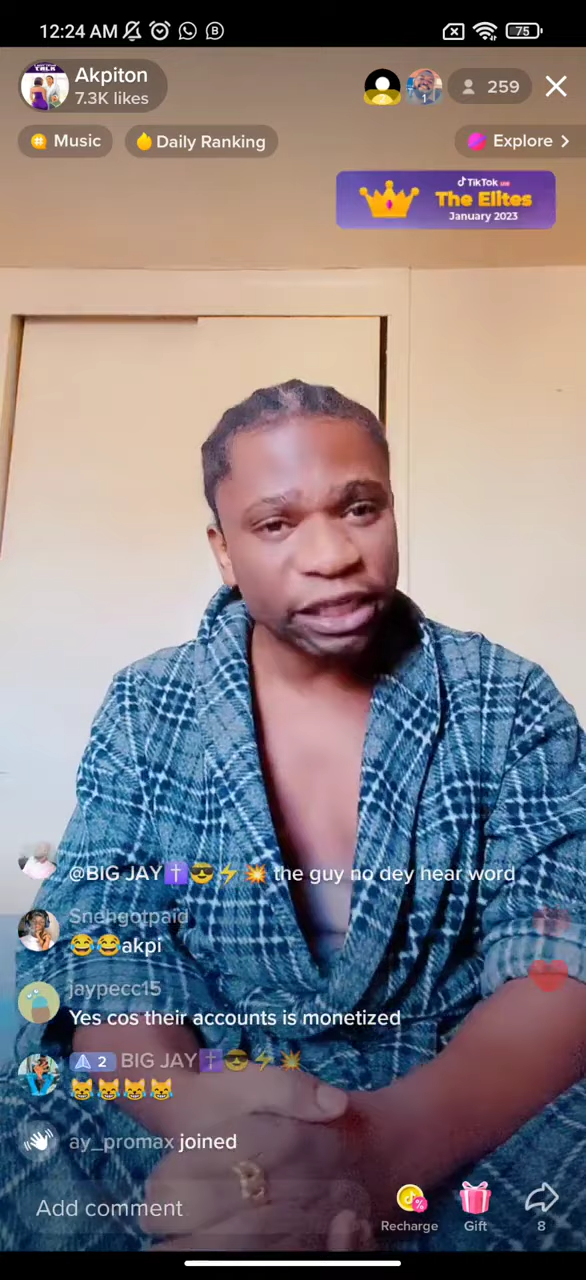 12:24 AM
75
Akpiton
7.3K likes
1
259
Music
Daily Ranking
Explore
TikTok
The Elites
January 2023
@BIG JAY✝️😎⚡💥 the guy no dey hear word
Snehgotpaid
😂😂akpi
jaypecc15
Yes cos their accounts is monetized
2 BIG JAY✝️😎⚡💥
😹😹😹😹
ay_promax joined
Add comment
Recharge
Gift
8